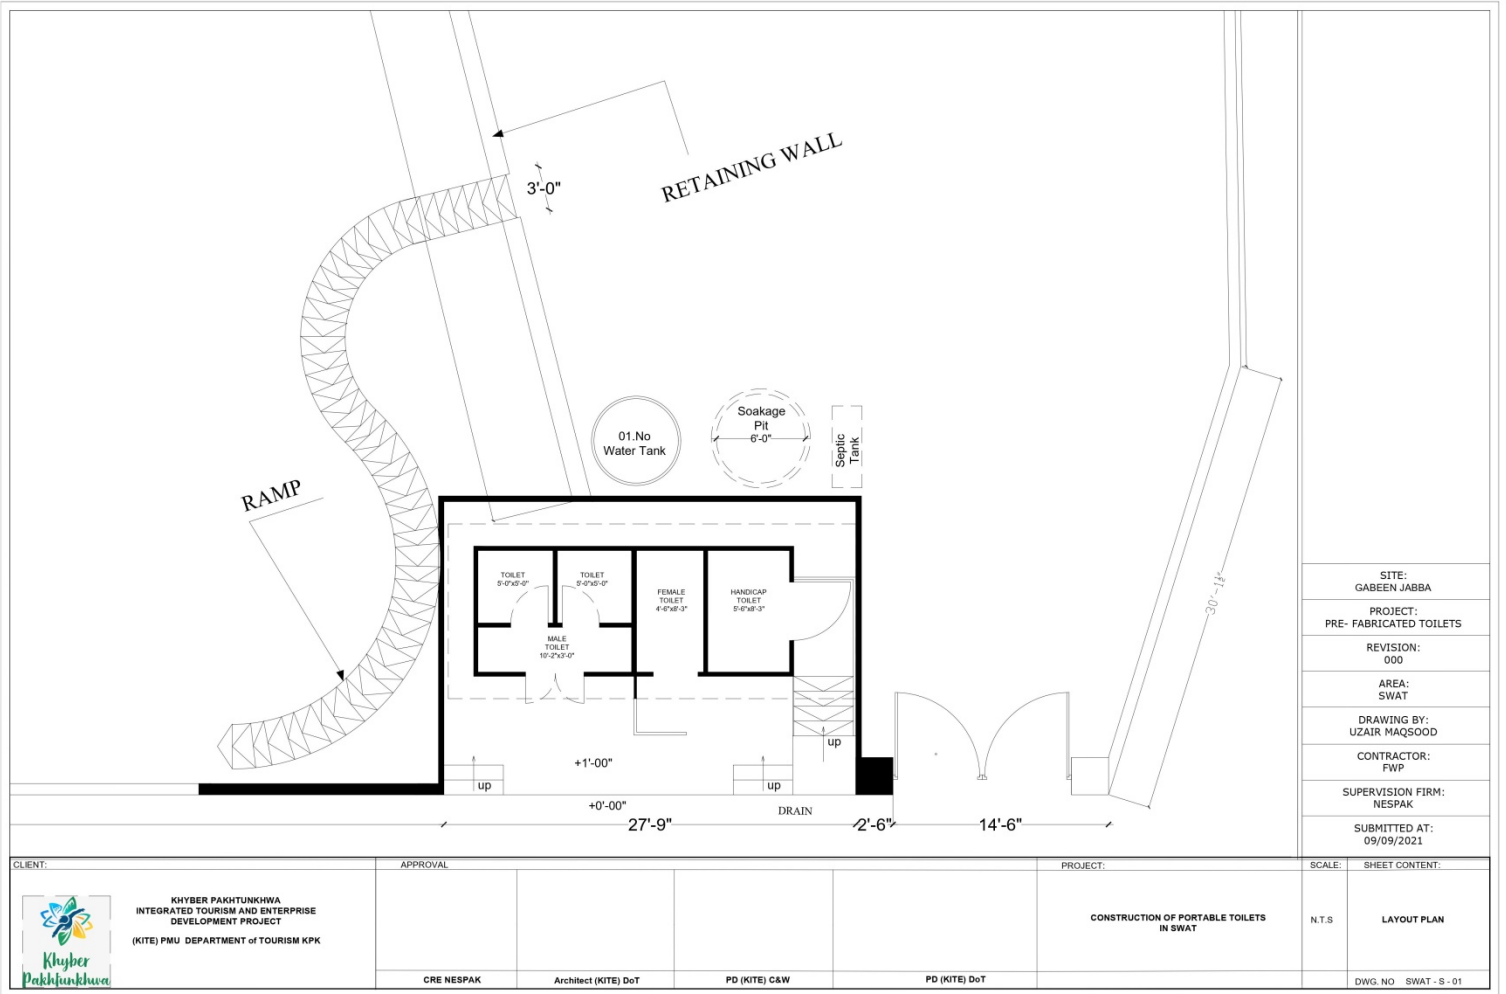 3'-0"
RETAINING WALL
RAMP
01.No
Water Tank
Soakage
Pit
6'-0"
Septic
Tank
TOILET
5'-0"x5'-0"
TOILET
5'-0"x5'-0"
FEMALE
TOILET
4'-6"x8'-3"
HANDICAP
TOILET
5'-6"x8'-3"
MALE
TOILET
10'-2"x3'-0"
up
up
up
+1'-00"
+0'-00"
DRAIN
27'-9"
2'-6"
14'-6"
30'-1½"
SITE:
GABEEN JABBA
PROJECT:
PRE- FABRICATED TOILETS
REVISION:
000
AREA:
SWAT
DRAWING BY:
UZAIR MAQSOOD
CONTRACTOR:
FWP
SUPERVISION FIRM:
NESPAK
SUBMITTED AT:
09/09/2021
CLIENT:
KHYBER PAKHTUNKHWA
INTEGRATED TOURISM AND ENTERPRISE
DEVELOPMENT PROJECT
(KITE) PMU DEPARTMENT of TOURISM KPK
Khyber
Pakhtunkhwa
APPROVAL
CRE NESPAK
Architect (KITE) DoT
PD (KITE) C&W
PD (KITE) DoT
PROJECT:
CONSTRUCTION OF PORTABLE TOILETS
IN SWAT
SCALE:
N.T.S
SHEET CONTENT:
LAYOUT PLAN
DWG. NO SWAT - S - 01